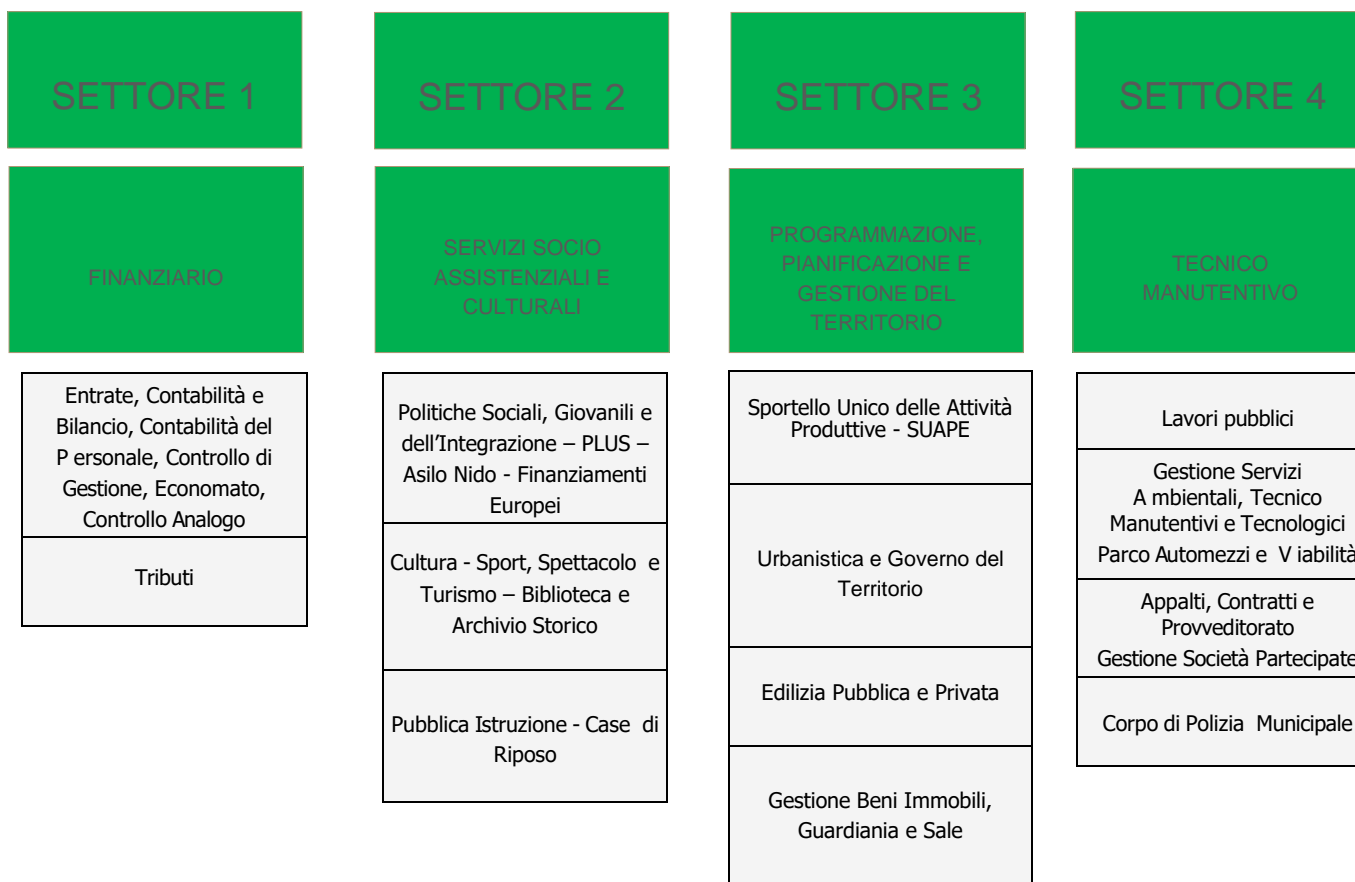 SETTORE 1
FINANZIARIO
Entrate, Contabilità e
Bilancio, Contabilità del
P ersonale, Controllo di
Gestione, Economato,
Controllo Analogo
Tributi
SETTORE 2
SERVIZI SOCIO
ASSISTENZIALI E
CULTURALI
Politiche Sociali, Giovanili e
dell'Integrazione – PLUS –
Asilo Nido - Finanziamenti
Europei
Cultura - Sport, Spettacolo e
Turismo – Biblioteca e
Archivio Storico
Pubblica Istruzione - Case di
Riposo
SETTORE 3
PROGRAMMAZIONE,
PIANIFICAZIONE E
GESTIONE DEL
TERRITORIO
Sportello Unico delle Attività
Produttive - SUAPE
Urbanistica e Governo del
Territorio
Edilizia Pubblica e Privata
Gestione Beni Immobili,
Guardiania e Sale
SETTORE 4
TECNICO
MANUTENTIVO
Lavori pubblici
Gestione Servizi
A mbientali, Tecnico
Manutentivi e Tecnologici
Parco Automezzi e V iabilità
Appalti, Contratti e
Provveditorato
Gestione Società Partecipate
Corpo di Polizia Municipale